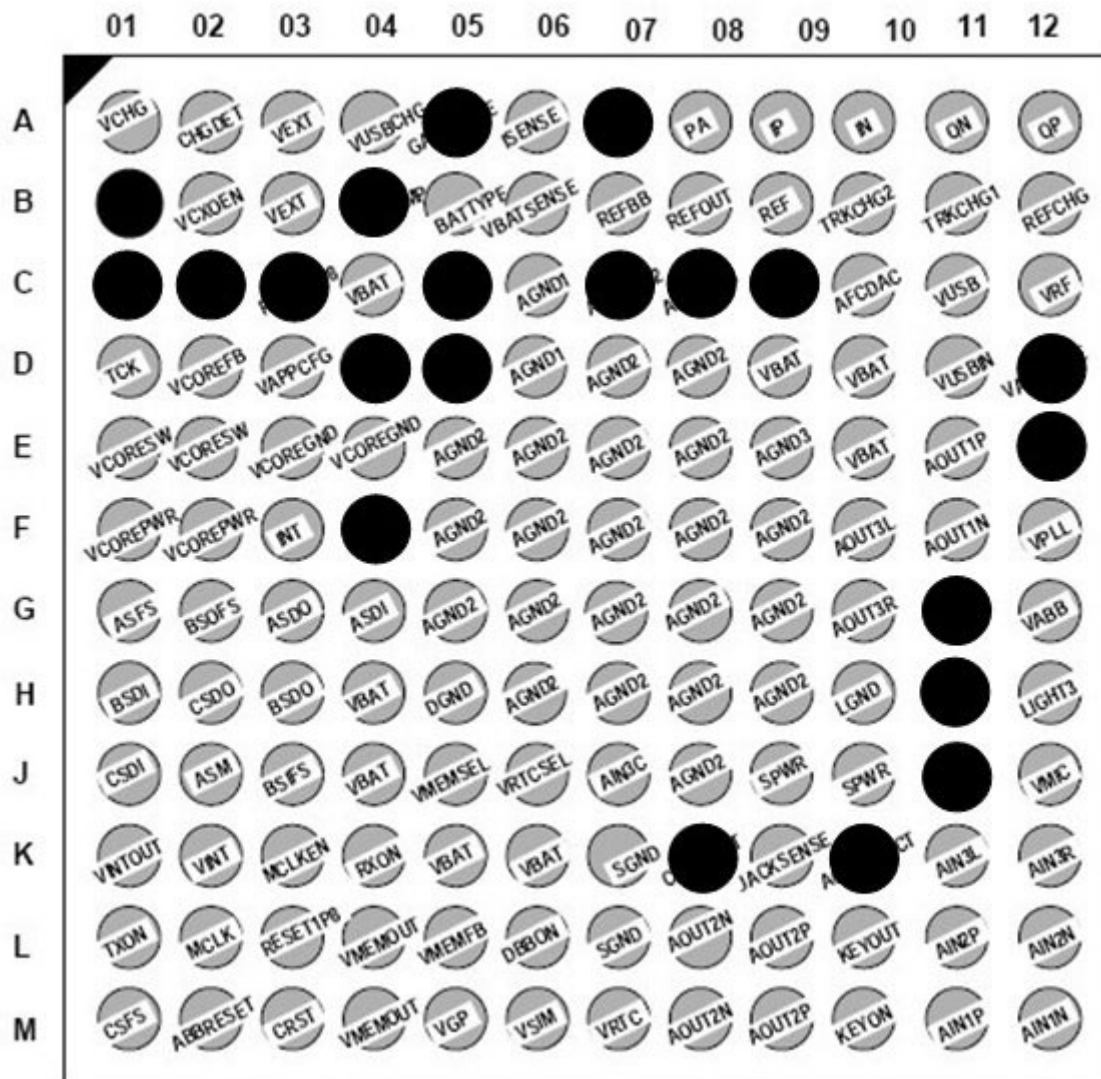 01 02 03 04 05 06 07 08 09 10 11 12
A VCHG CHGDET VEXT VUSBCHG ISENSE PA IP IN QN QP
B VCXOEN VEXT BATTYPE VBATSENSE REFBB REFOUT REF TRKCHG2 TRKCHG1 REFCHG
C VBAT AGND1 AFCDAC VUSB VRF
D TCK VCOREFB VAPPCFG AGND1 AGND2 AGND2 VBAT VBAT VUSBIN
E VCORESW VCORESW VCOREGND VCOREGND AGND2 AGND2 AGND2 AGND2 AGND3 VBAT AOUT1P
F VCOREPWR VCOREPWR INT AGND2 AGND2 AGND2 AGND2 AGND2 AOUT3L AOUT1N VPLL
G ASFS BSOFS ASDO ASDI AGND2 AGND2 AGND2 AGND2 AGND2 AOUT3R VABB
H BSDI CSDO BSDO VBAT DGND AGND2 AGND2 AGND2 AGND2 LGND LIGHT3
J CSDI ASM BSIFS VBAT VMEMSEL VRTCSEL AIN3C AGND2 SPWR SPWR VMIC
K VINTOUT VINT MCLKEN RXON VBAT VBAT SGND JACKSENSE AIN3L AIN3R
L TXON MCLK RESET1P8 VMEMOUT VMEMFB DBBON SGND AOUT2N AOUT2P KEYOUT AIN2P AIN2N
M CSFS ABBRESET CRST VMEMOUT VGP VSIM VRTC AOUT2N AOUT2P KEYON AIN1P AIN1N